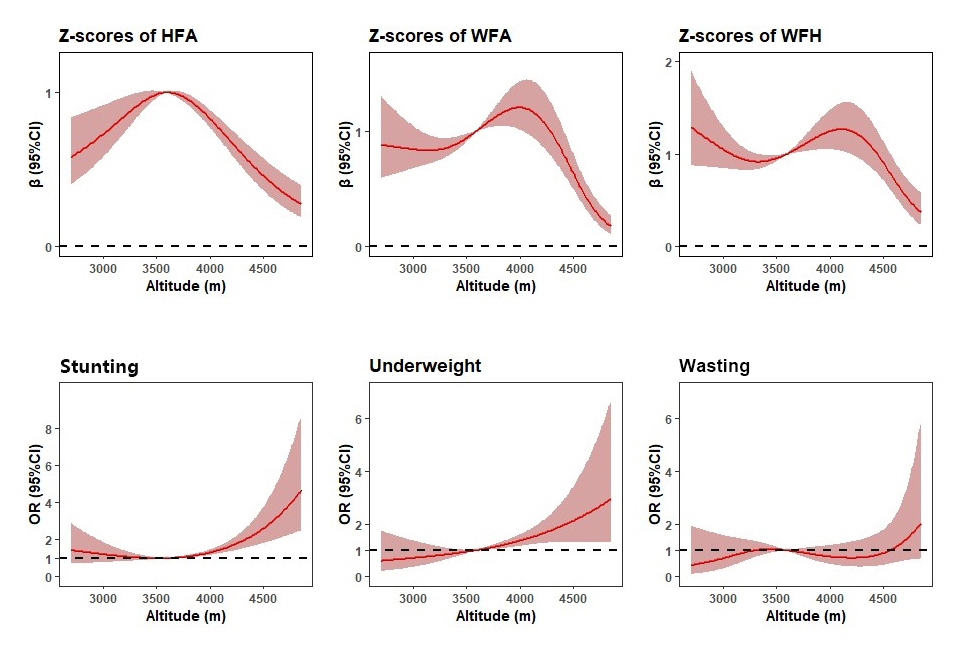 Z-scores of HFA
β (95%CI)
1
0
3000 3500 4000 4500
Altitude (m)
Z-scores of WFA
β (95%CI)
1
0
3000 3500 4000 4500
Altitude (m)
Z-scores of WFH
β (95%CI)
2
1
0
3000 3500 4000 4500
Altitude (m)
Stunting
OR (95%CI)
8
6
4
2
1
0
3000 3500 4000 4500
Altitude (m)
Underweight
OR (95%CI)
6
4
2
1
0
3000 3500 4000 4500
Altitude (m)
Wasting
OR (95%CI)
6
4
2
1
0
3000 3500 4000 4500
Altitude (m)